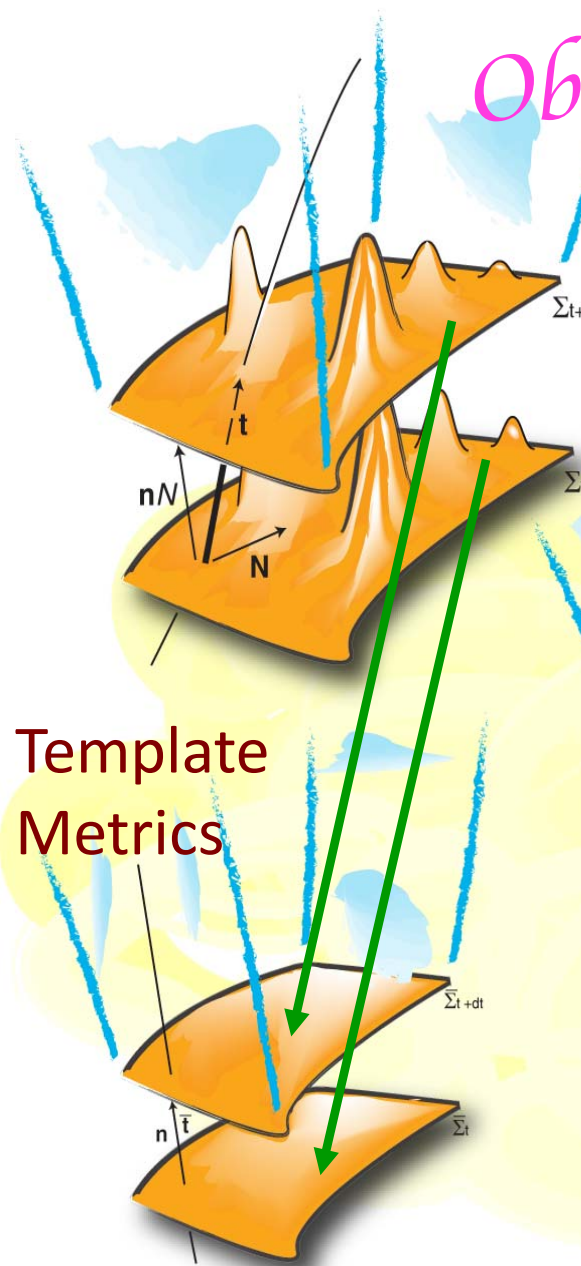 Ob
Σt+
t
nN
Σ
N
Template
Metrics
Σ̅t +dt
n t̅
Σ̅t